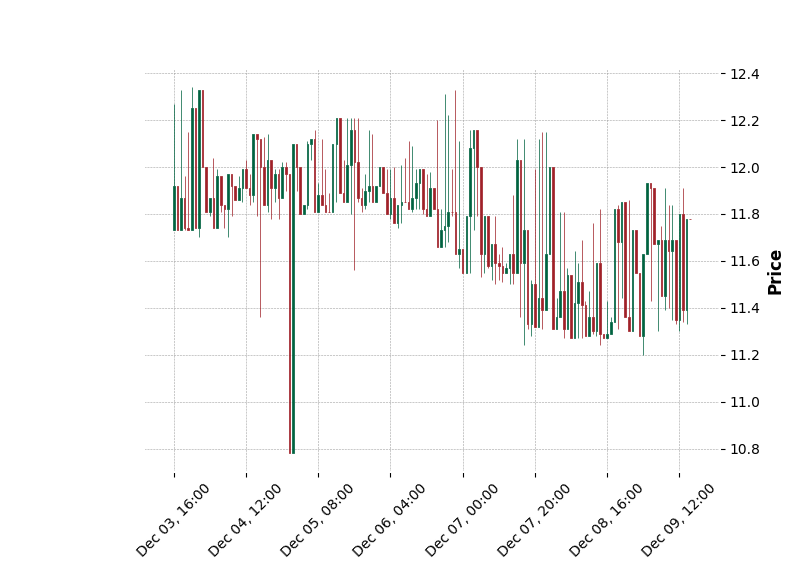 12.4
12.2
12.0
11.8
11.6
11.4
11.2
11.0
10.8
Price
Dec 03, 16:00
Dec 04, 12:00
Dec 05, 08:00
Dec 06, 04:00
Dec 07, 00:00
Dec 07, 20:00
Dec 08, 16:00
Dec 09, 12:00